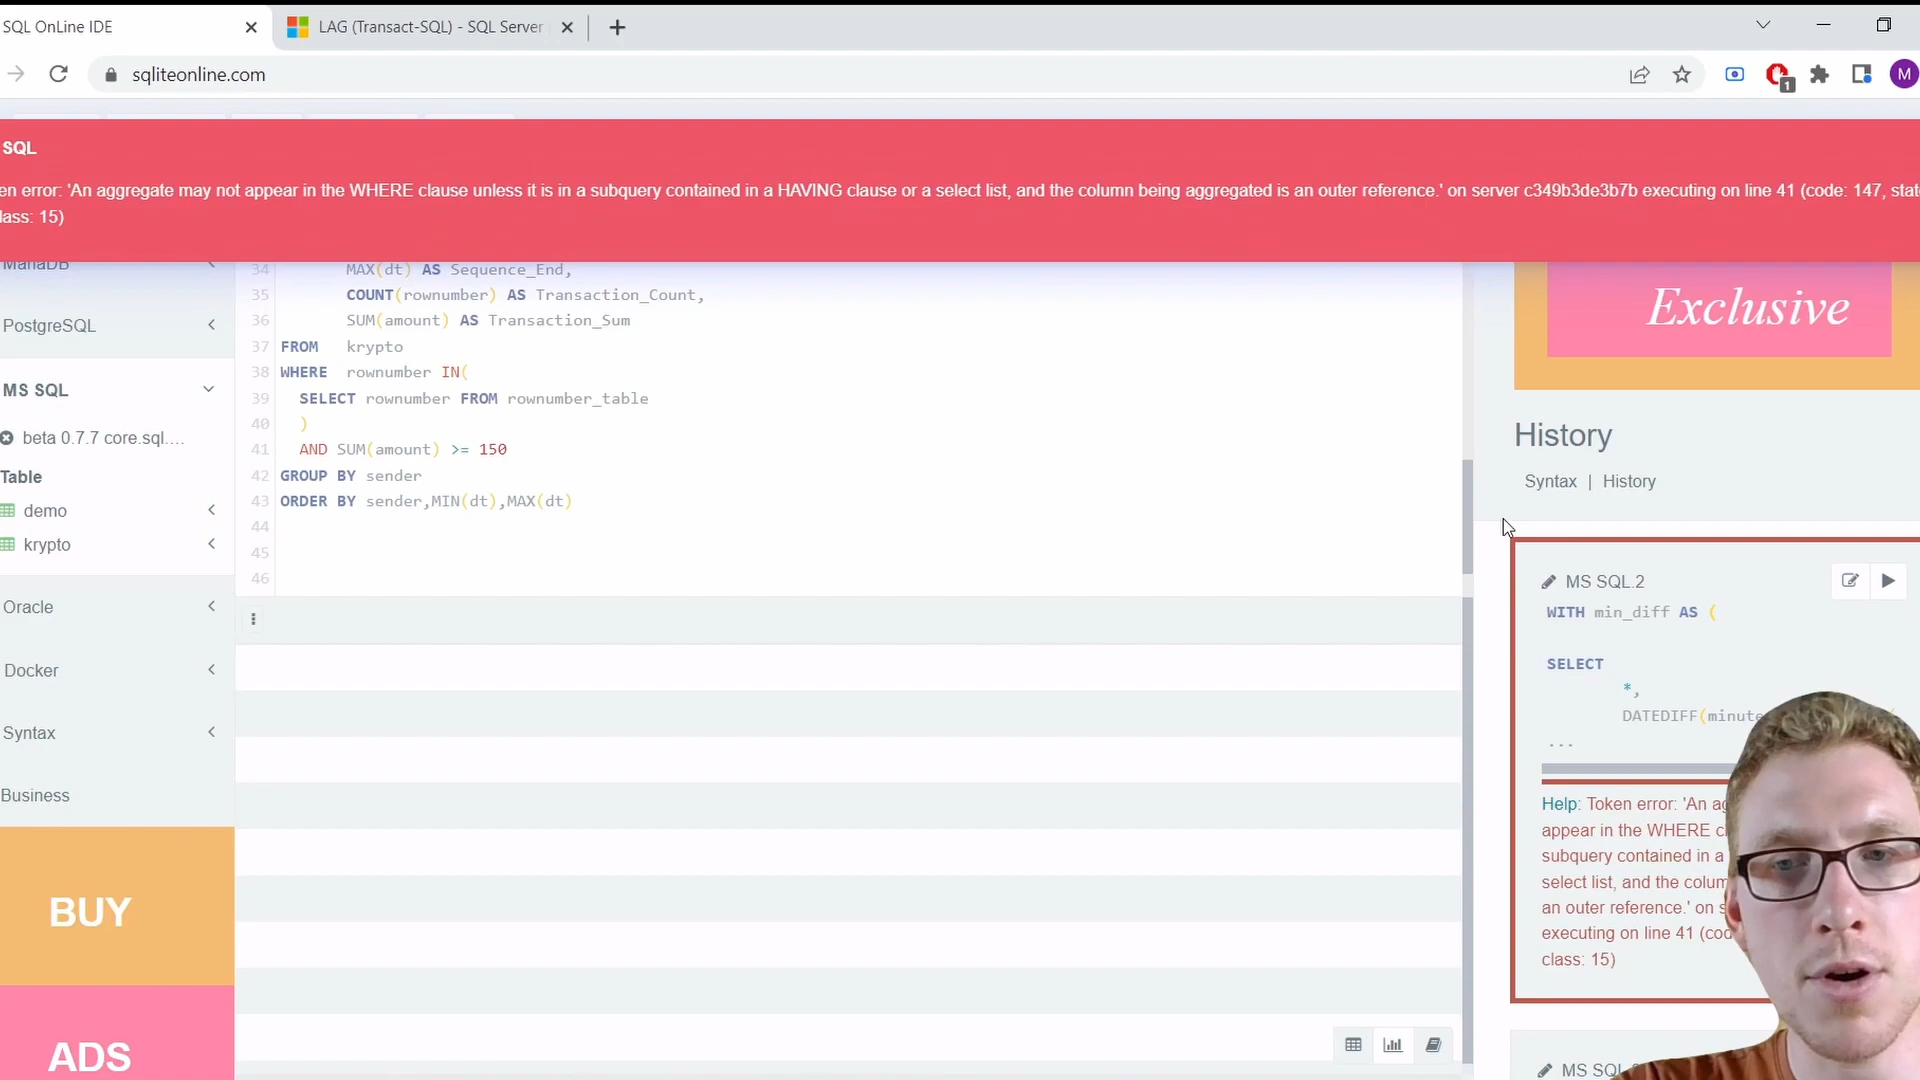 SQL OnLine IDE
LAG (Transact-SQL) - SQL Server
sqliteonline.com
1
M
SQL
en error: 'An aggregate may not appear in the WHERE clause unless it is in a subquery contained in a HAVING clause or a select list, and the column being aggregated is an outer reference.' on server c349b3de3b7b executing on line 41 (code: 147, stat
lass: 15)
MariaDB
PostgreSQL
MS SQL
beta 0.7.7 core.sql....
Table
demo
krypto
Oracle
Docker
Syntax
Business
BUY
ADS
34 MAX(dt) AS Sequence_End,
35 COUNT(rownumber) AS Transaction_Count,
36 SUM(amount) AS Transaction_Sum
37 FROM krypto
38 WHERE rownumber IN(
39 SELECT rownumber FROM rownumber_table
40 )
41 AND SUM(amount) >= 150
42 GROUP BY sender
43 ORDER BY sender,MIN(dt),MAX(dt)
44
45
46
Exclusive
History
Syntax | History
MS SQL.2
WITH min_diff AS (
SELECT
*,
DATEDIFF(minute
...
Help: Token error: 'An ag
appear in the WHERE cl
subquery contained in a
select list, and the colum
an outer reference.' on s
executing on line 41 (cod
class: 15)
MS SQL